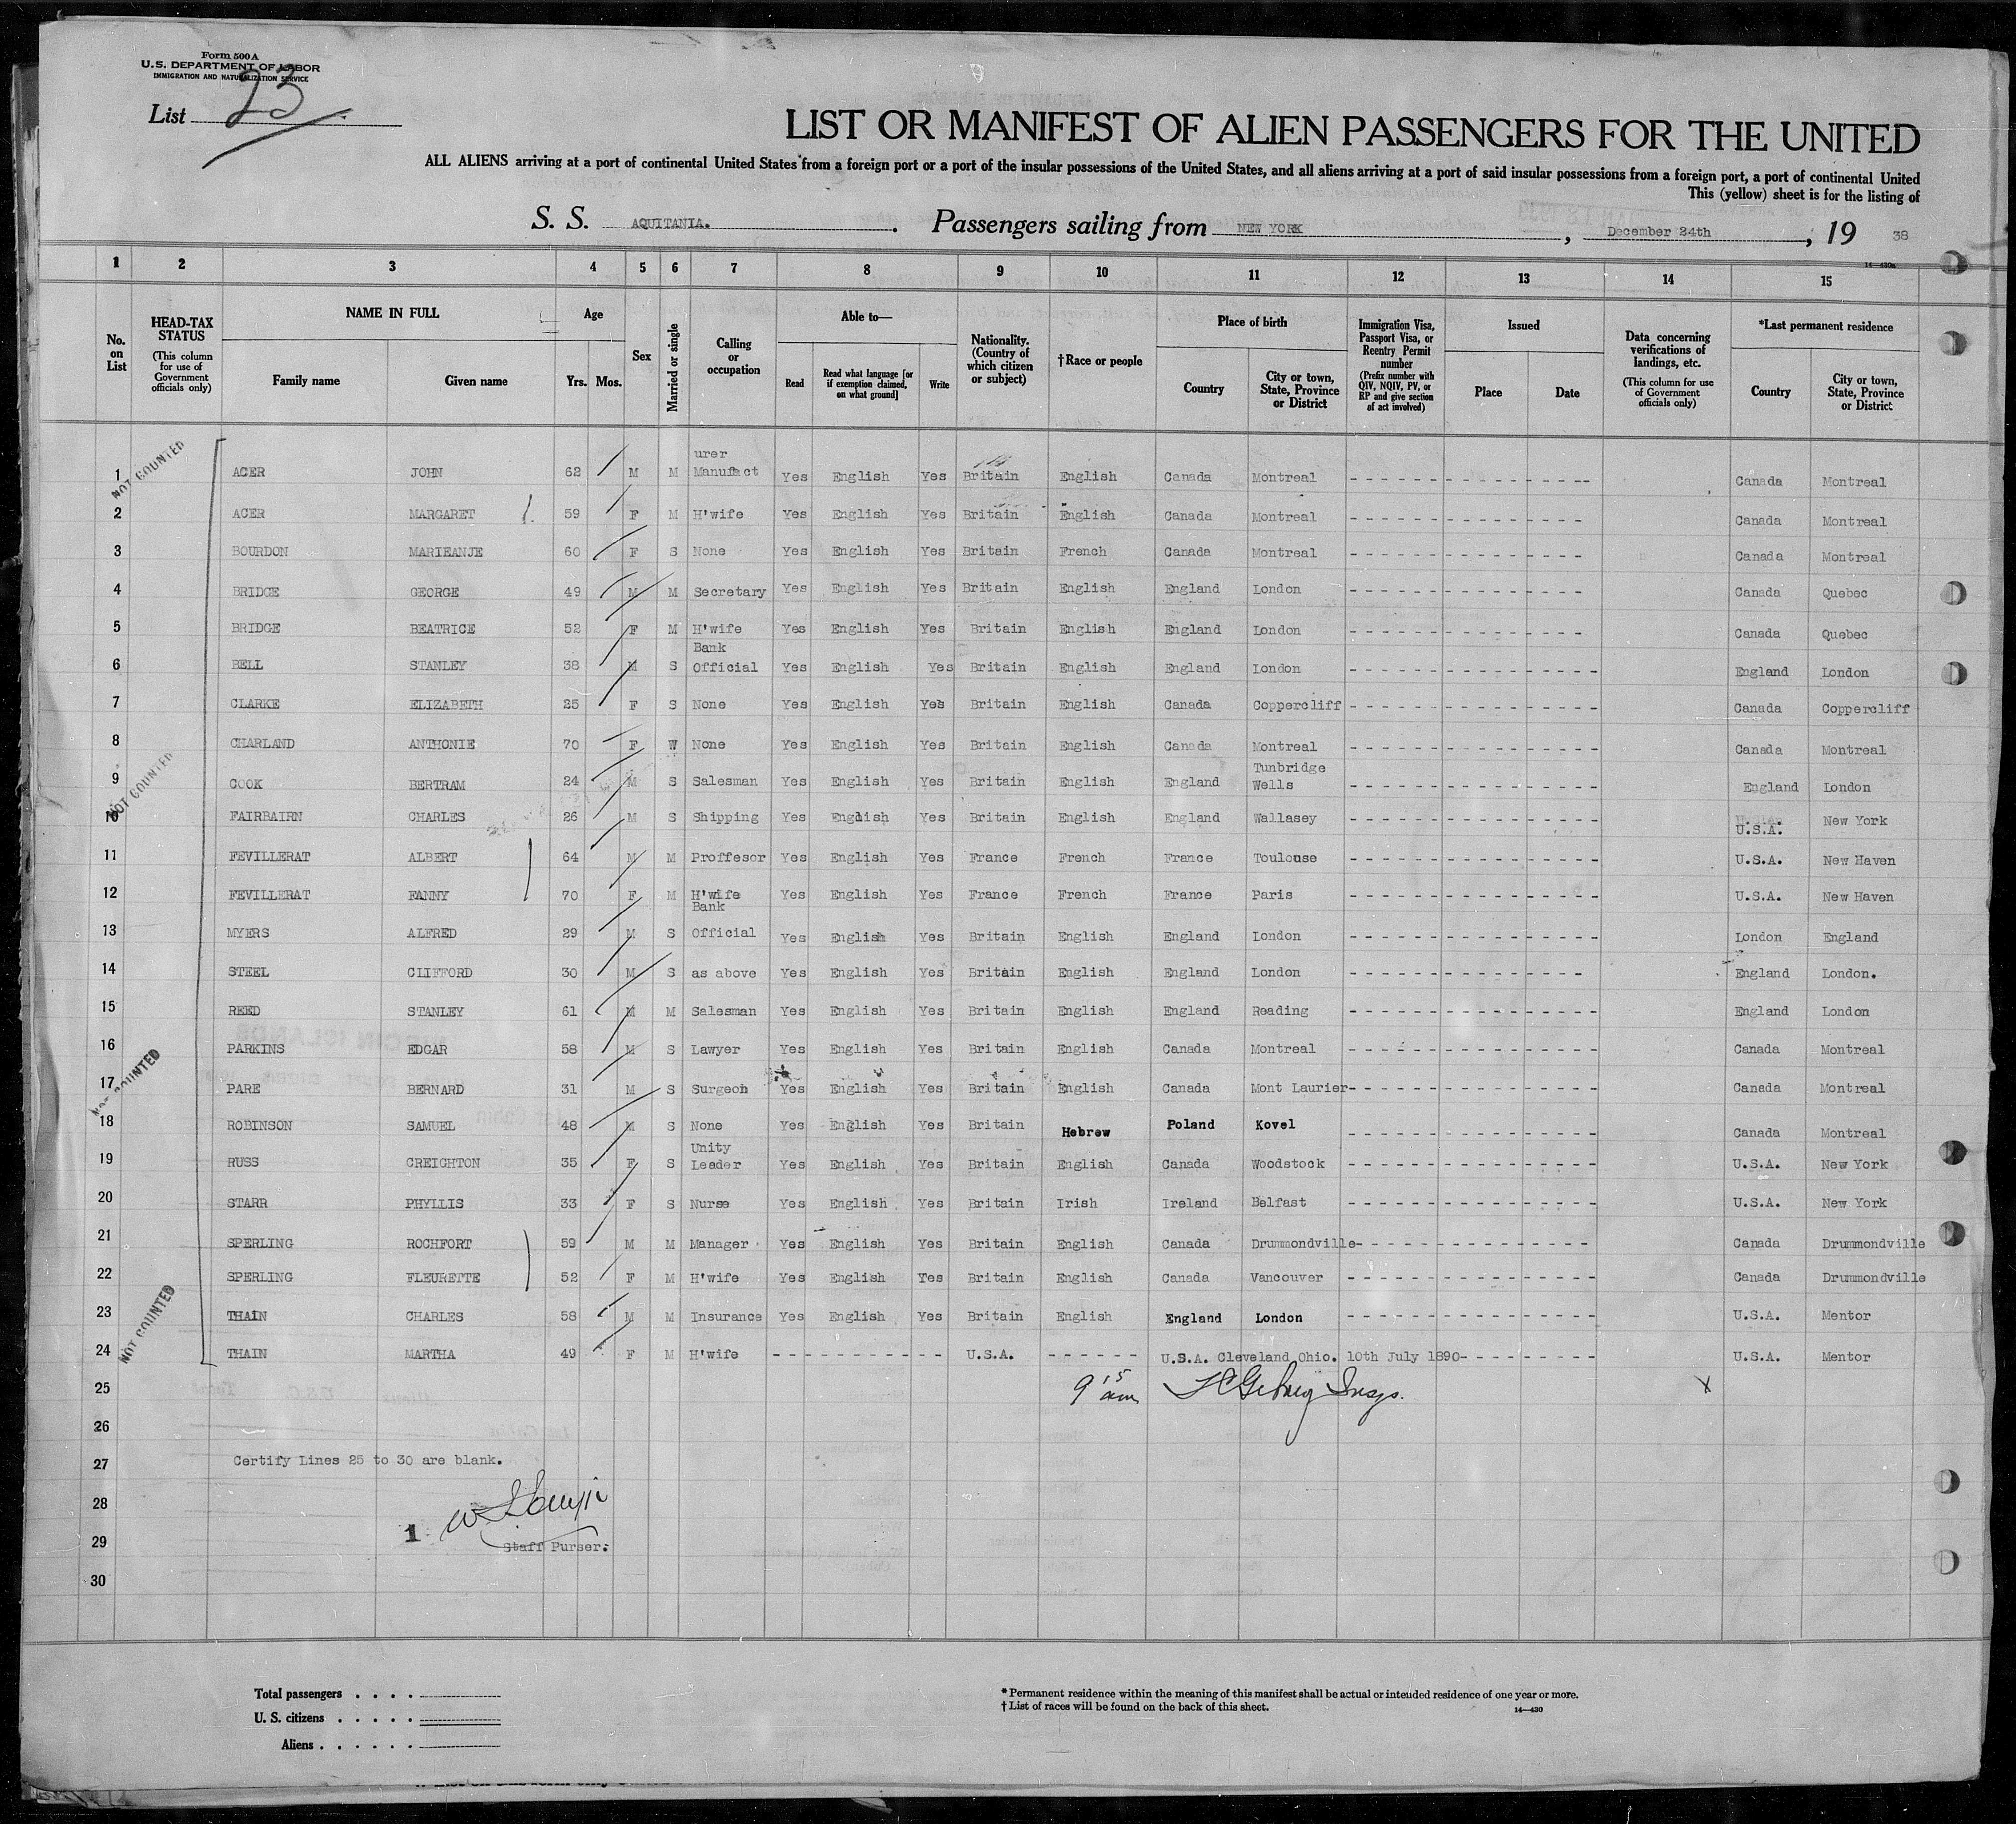 Form 500 A
U.S. DEPARTMENT OF LABOR
IMMIGRATION AND NATURALIZATION SERVICE
List 23
LIST OR MANIFEST OF ALIEN PASSENGERS FOR THE UNITED
ALL ALIENS arriving at a port of continental United States from a foreign port or a port of the insular possessions of the United States, and all aliens arriving at a port of said insular possessions from a foreign port, a port of continental United
This (yellow) sheet is for the listing of
S. S. AQUITANIA. Passengers sailing from NEW YORK, December 24th, 19 38
14—430a
1 2 3 4 5 6 7 8 9 10 11 12 13 14 15
No. on List
HEAD-TAX STATUS (This column for use of Government officials only)
NAME IN FULL
Family name Given name
Age
Yrs. Mos.
Sex
Married or single
Calling or occupation
Able to—
Read Read what language [or if exemption claimed, on what ground] Write
Nationality. (Country of which citizen or subject)
†Race or people
Place of birth
Country City or town, State, Province or District
Immigration Visa, Passport Visa, or Reentry Permit number (Prefix number with QIV, NQIV, PV, or RP and give section of act involved)
Issued
Place Date
Data concerning verifications of landings, etc. (This column for use of Government officials only)
*Last permanent residence
Country City or town, State, Province or District
NOT COUNTED
1 ACER JOHN 62 M M Manufacturer Yes English Yes Britain English Canada Montreal Canada Montreal
2 ACER MARGARET 59 F M H'wife Yes English Yes Britain English Canada Montreal Canada Montreal
3 BOURDON MARIEANJE 60 F S None Yes English Yes Britain French Canada Montreal Canada Montreal
4 BRIDGE GEORGE 49 M M Secretary Yes English Yes Britain English England London Canada Quebec
5 BRIDGE BEATRICE 52 F M H'wife Yes English Yes Britain English England London Canada Quebec
6 BELL STANLEY 38 M S Bank Official Yes English Yes Britain English England London England London
7 CLARKE ELIZABETH 25 F S None Yes English Yes Britain English Canada Coppercliff Canada Coppercliff
8 CHARLAND ANTHONIE 70 F W None Yes English Yes Britain English Canada Montreal Canada Montreal
NOT COUNTED
9 COOK BERTRAM 24 M S Salesman Yes English Yes Britain English England Tunbridge Wells England London
10 FAIRBAIRN CHARLES 26 M S Shipping Yes English Yes Britain English England Wallasey U.S.A. New York
11 FEVILLERAT ALBERT 64 M M Proffesor Yes English Yes France French France Toulouse U.S.A. New Haven
12 FEVILLERAT FANNY 70 F M H'wife Yes English Yes France French France Paris U.S.A. New Haven
13 MYERS ALFRED 29 M S Bank Official Yes English Yes Britain English England London London England
14 STEEL CLIFFORD 30 M S as above Yes English Yes Britain English England London England London.
15 REED STANLEY 61 M M Salesman Yes English Yes Britain English England Reading England London
16 PARKINS EDGAR 58 M S Lawyer Yes English Yes Britain English Canada Montreal Canada Montreal
NOT COUNTED
17 PARE BERNARD 31 M S Surgeon Yes English Yes Britain English Canada Mont Laurier Canada Montreal
18 ROBINSON SAMUEL 48 M S None Yes English Yes Britain Hebrew Poland Kovel Canada Montreal
19 RUSS CREIGHTON 35 F S Unity Leader Yes English Yes Britain English Canada Woodstock U.S.A. New York
20 STARR PHYLLIS 33 F S Nurse Yes English Yes Britain Irish Ireland Belfast U.S.A. New York
21 SPERLING ROCHFORT 59 M M Manager Yes English Yes Britain English Canada Drummondville Canada Drummondville
22 SPERLING FLEURETTE 52 F M H'wife Yes English Yes Britain English Canada Vancouver Canada Drummondville
23 THAIN CHARLES 58 M M Insurance Yes English Yes Britain English England London U.S.A. Mentor
NOT COUNTED
24 THAIN MARTHA 49 F M H'wife U.S.A. U.S.A. Cleveland Ohio. 10th July 1890 U.S.A. Mentor
25 9 15 am Insp. X
26
27 Certify Lines 25 to 30 are blank.
28
29 1 Staff Purser.
30
Total passengers
U. S. citizens
Aliens
* Permanent residence within the meaning of this manifest shall be actual or intended residence of one year or more.
† List of races will be found on the back of this sheet.
14—430